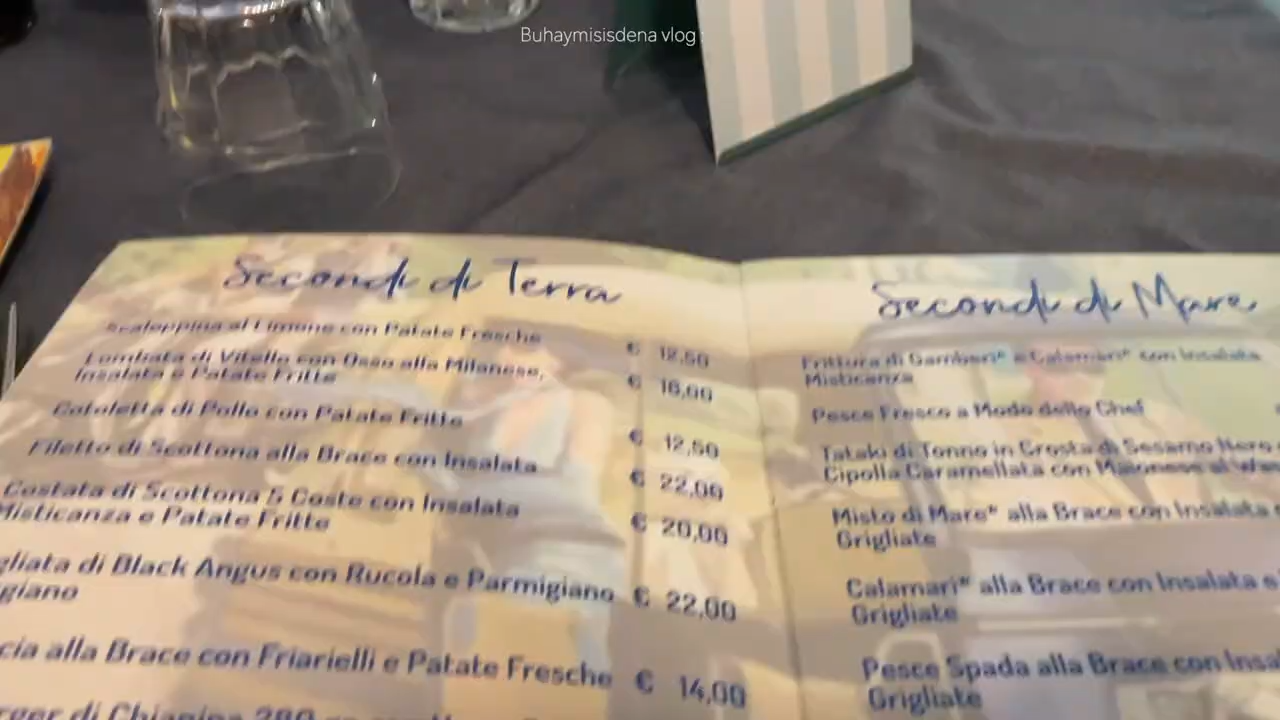 Buhaymisisdena vlog
Secondi di Terra
Scaloppina al Limone con Patate Fresche
€ 12,50
Lombata di Vitello con Osso alla Milanese,
Insalata e Patate Fritte
€ 16,00
Cotoletta di Pollo con Patate Fritte
€ 12,50
Filetto di Scottona alla Brace con Insalata
€ 22,00
Costata di Scottona 5 Coste con Insalata
Misticanza e Patate Fritte
€ 20,00
gliata di Black Angus con Rucola e Parmigiano
giano
€ 22,00
cia alla Brace con Friarielli e Patate Fresche
€ 14,00
di Chianina 280
Secondi di Mare
Frittura di Gamberi* e Calamari* con Insalata
Misticanza
Pesce Fresco a Modo dello Chef
Tataki di Tonno in Crosta di Sesamo Nero
Cipolla Caramellata con Maionese al
Misto di Mare* alla Brace con Insalata e
Grigliate
Calamari* alla Brace con Insalata e
Grigliate
Pesce Spada alla Brace con Insal
Grigliate